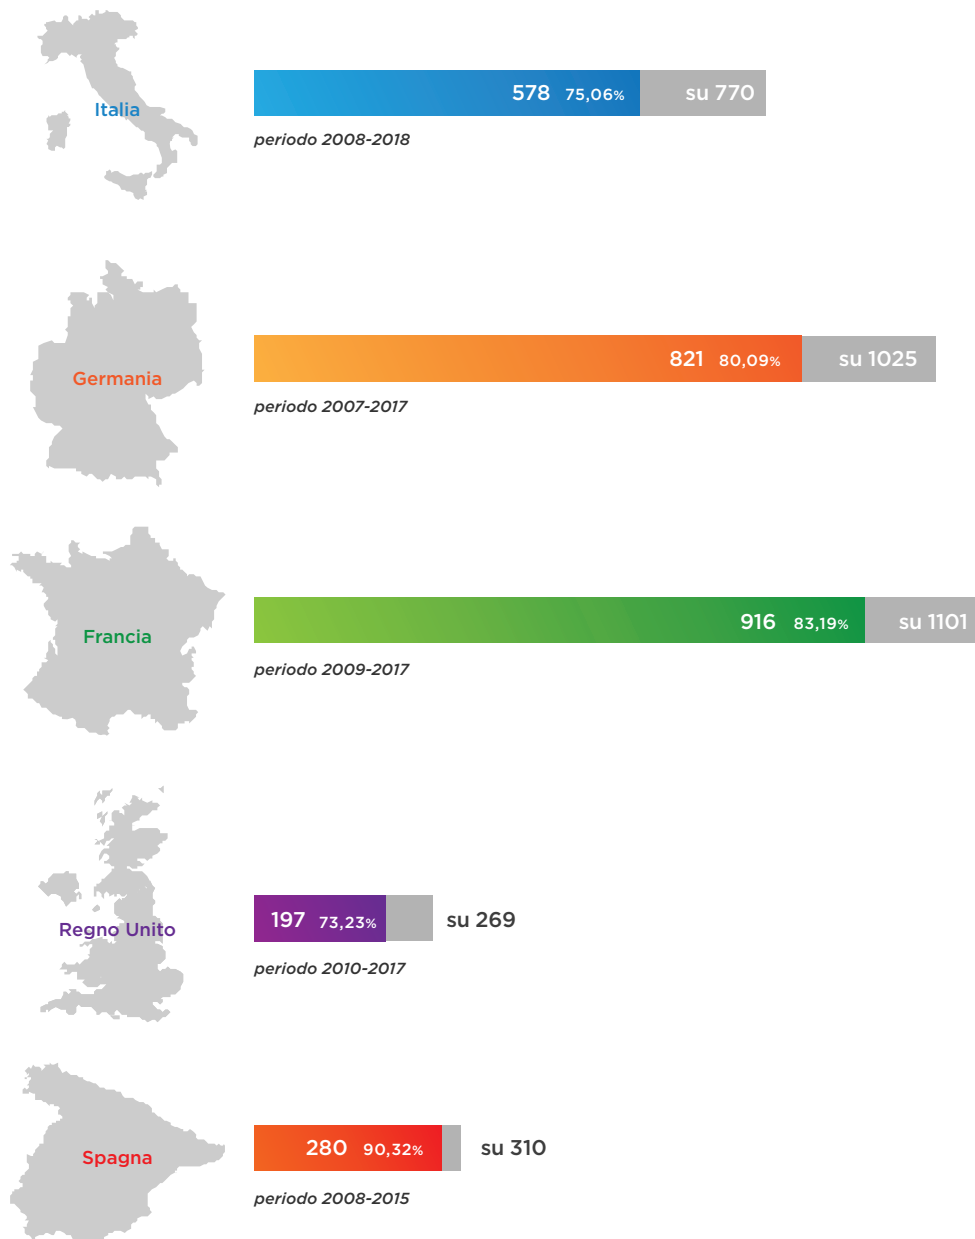 Italia
578 75,06% su 770
periodo 2008-2018
Germania
821 80,09% su 1025
periodo 2007-2017
Francia
916 83,19% su 1101
periodo 2009-2017
Regno Unito
197 73,23% su 269
periodo 2010-2017
Spagna
280 90,32% su 310
periodo 2008-2015